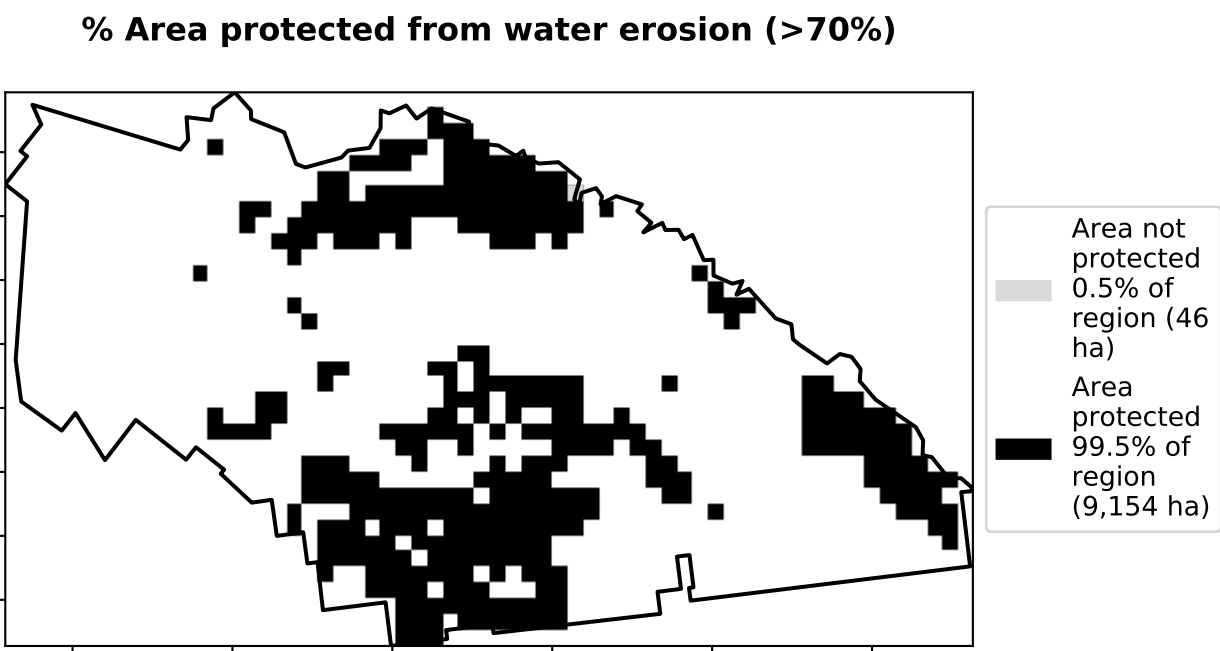 % Area protected from water erosion (>70%)
Area not
protected
0.5% of
region (46
ha)
Area
protected
99.5% of
region
(9,154 ha)